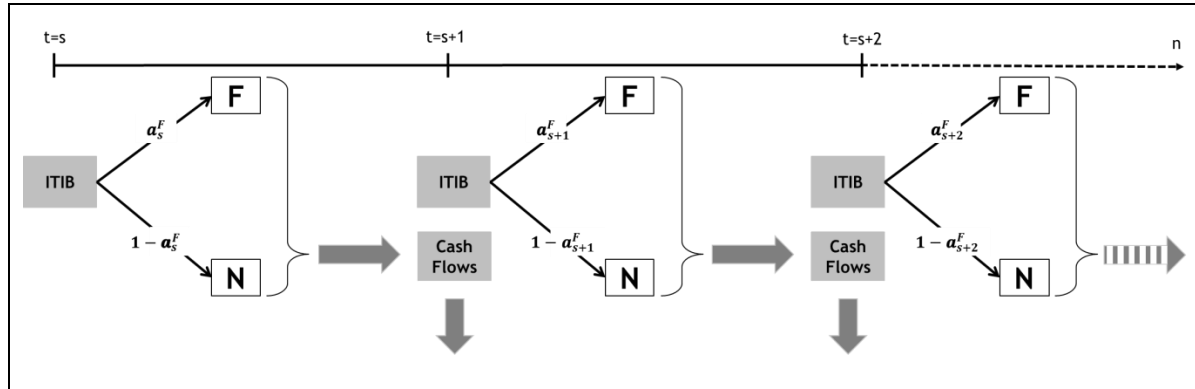 t=s
t=s+1
t=s+2
n
F
F
F
a_s^F
a_{s+1}^F
a_{s+2}^F
ITIB
ITIB
ITIB
1 − a_s^F
1 − a_{s+1}^F
1 − a_{s+2}^F
Cash
Flows
Cash
Flows
N
N
N